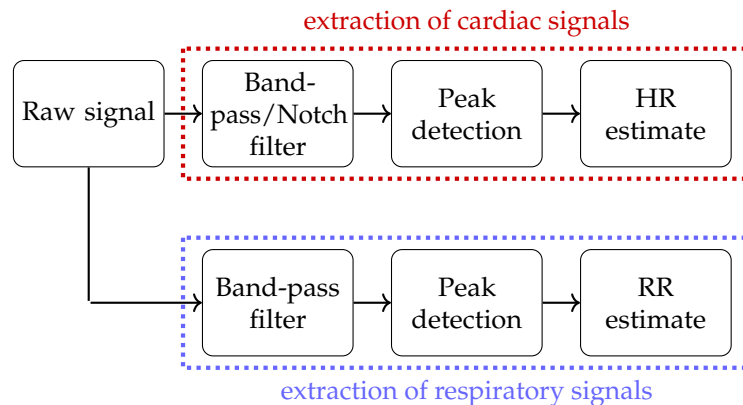 extraction of cardiac signals
Raw signal
Band-
pass/Notch
filter
Peak
detection
HR
estimate
Band-pass
filter
Peak
detection
RR
estimate
extraction of respiratory signals